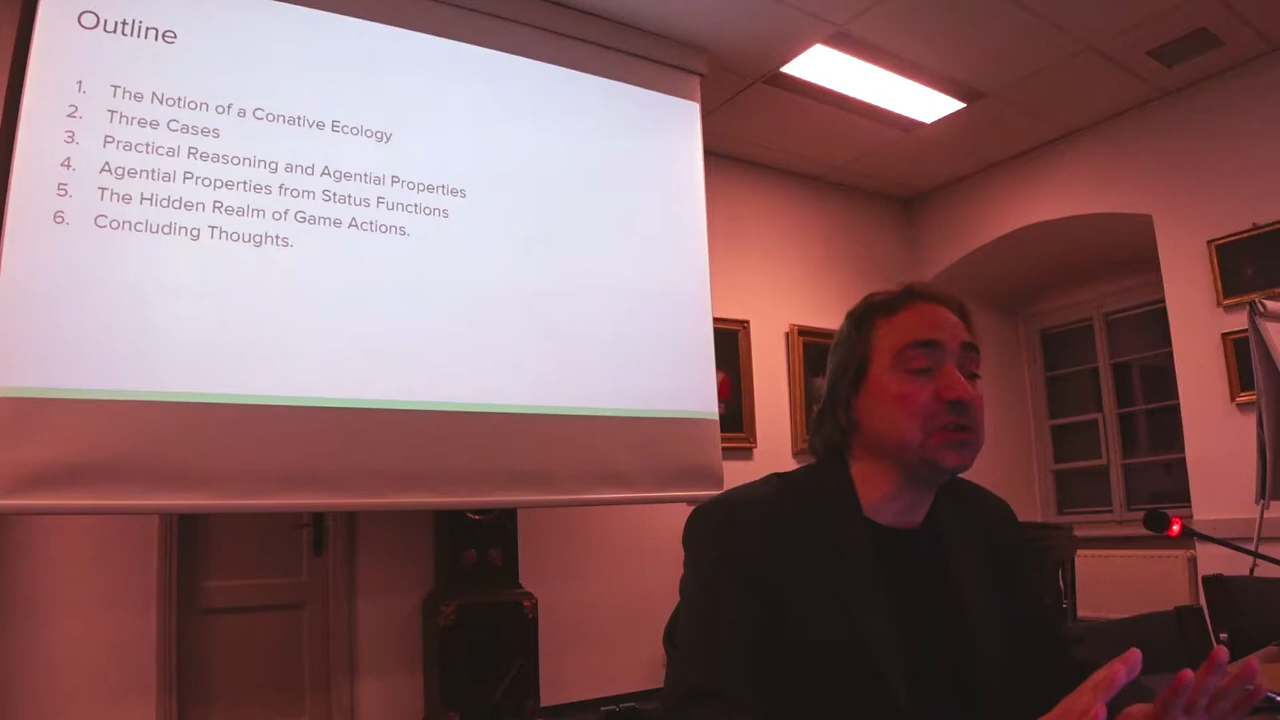 Outline
1. The Notion of a Conative Ecology
2. Three Cases
3. Practical Reasoning and Agential Properties
4. Agential Properties from Status Functions
5. The Hidden Realm of Game Actions.
6. Concluding Thoughts.